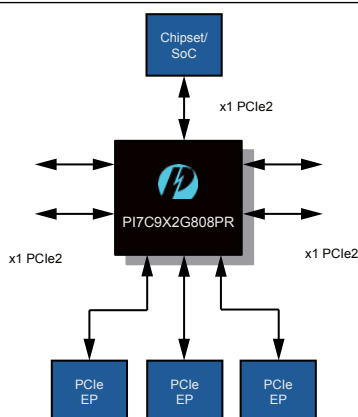 Chipset/
SoC
x1 PCIe2
PI7C9X2G808PR
x1 PCIe2
x1 PCIe2
PCIe
EP
PCIe
EP
PCIe
EP